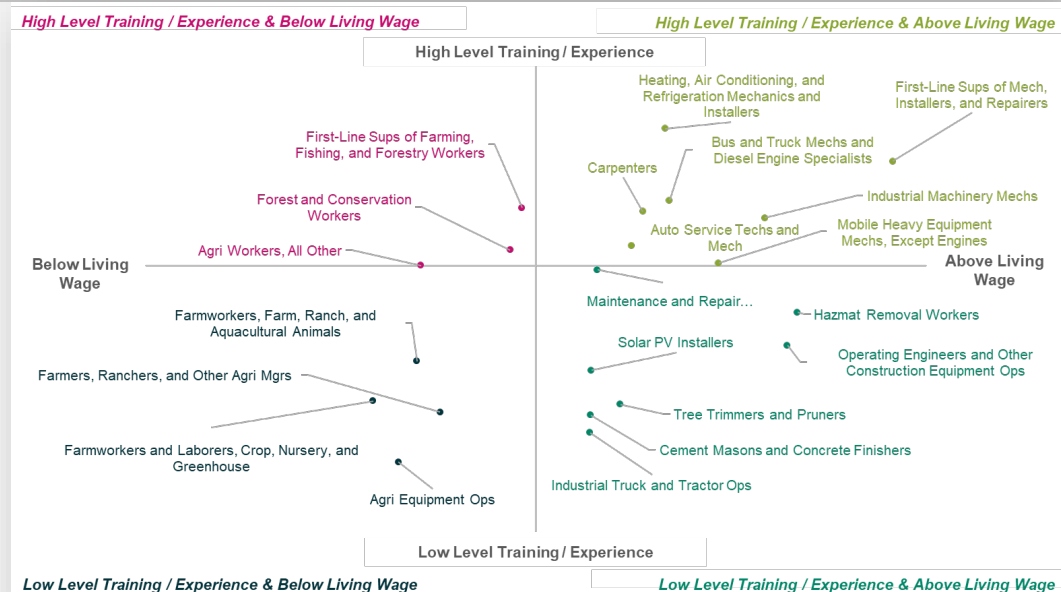 High Level Training / Experience & Below Living Wage
High Level Training / Experience & Above Living Wage
High Level Training / Experience
Heating, Air Conditioning, and
Refrigeration Mechanics and
Installers
First-Line Sups of Mech,
Installers, and Repairers
First-Line Sups of Farming,
Fishing, and Forestry Workers
Bus and Truck Mechs and
Diesel Engine Specialists
Carpenters
Forest and Conservation
Workers
Industrial Machinery Mechs
Agri Workers, All Other
Auto Service Techs and
Mech
Mobile Heavy Equipment
Mechs, Except Engines
Below Living
Wage
Above Living
Wage
Maintenance and Repair…
Farmworkers, Farm, Ranch, and
Aquacultural Animals
Hazmat Removal Workers
Solar PV Installers
Operating Engineers and Other
Construction Equipment Ops
Farmers, Ranchers, and Other Agri Mgrs
Tree Trimmers and Pruners
Farmworkers and Laborers, Crop, Nursery, and
Greenhouse
Cement Masons and Concrete Finishers
Agri Equipment Ops
Industrial Truck and Tractor Ops
Low Level Training / Experience
Low Level Training / Experience & Below Living Wage
Low Level Training / Experience & Above Living Wage